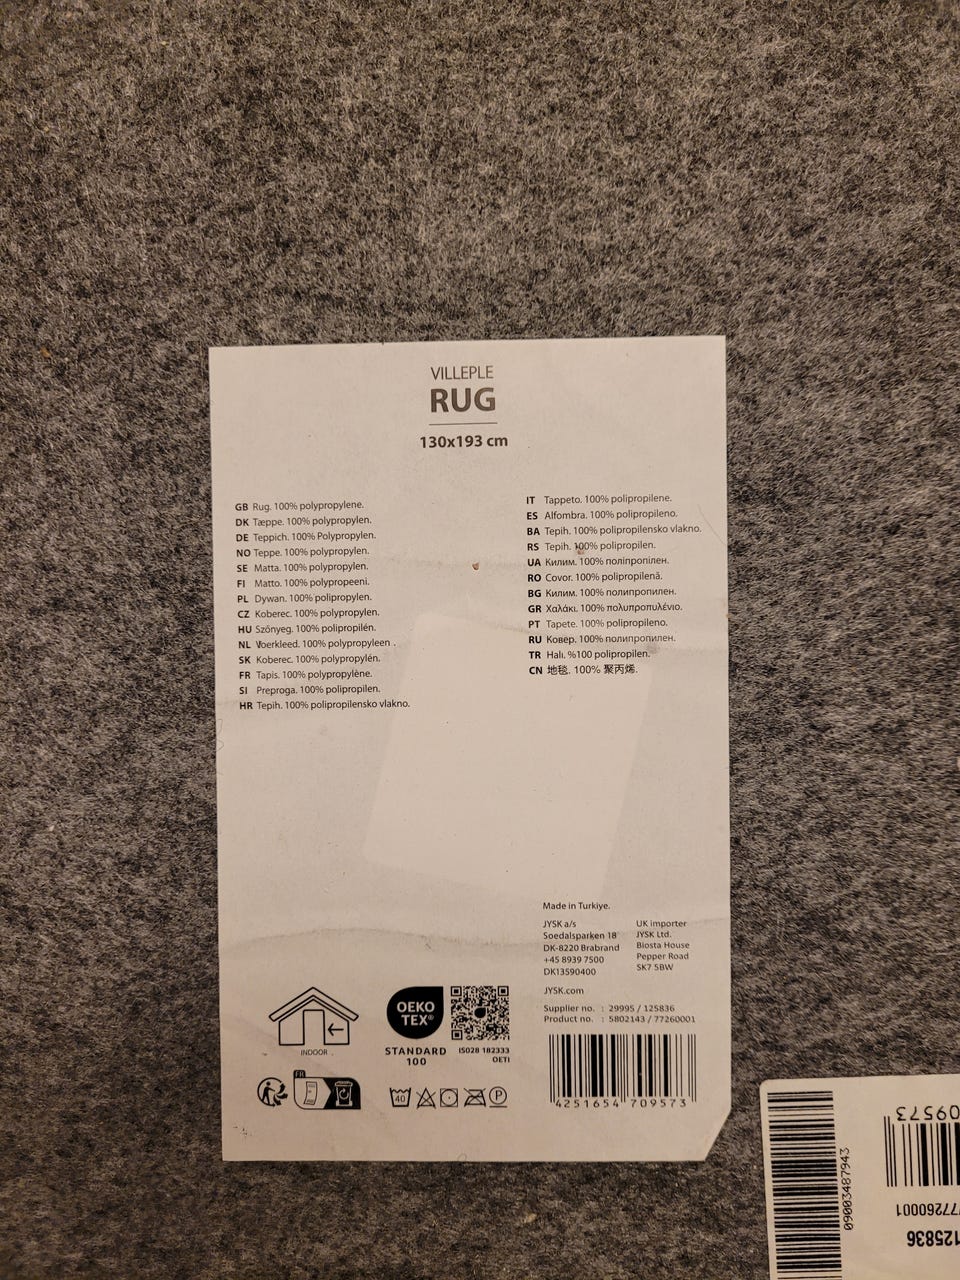 VILLEPLE
RUG
130x193 cm
GB Rug. 100% polypropylene.
DK Tæppe. 100% polypropylen.
DE Teppich. 100% Polypropylen.
NO Teppe. 100% polypropylen.
SE Matta. 100% polypropylen.
FI Matto. 100% polypropeeni.
PL Dywan. 100% polipropylen.
CZ Koberec. 100% polypropylen.
HU Szőnyeg. 100% polipropilén.
NL Voerkleed. 100% polypropyleen .
SK Koberec. 100% polypropylén.
FR Tapis. 100% polypropylène.
SI Preproga. 100% polipropilen.
HR Tepih. 100% polipropilensko vlakno.
IT Tappeto. 100% polipropilene.
ES Alfombra. 100% polipropileno.
BA Tepih. 100% polipropilensko vlakno.
RS Tepih. 100% polipropilen.
UA Килим. 100% поліпропілен.
RO Covor. 100% polipropilenă.
BG Килим. 100% полипропилен.
GR Χαλάκι. 100% πολυπροπυλένιο.
PT Tapete. 100% polipropileno.
RU Ковер. 100% полипропилен.
TR Halı. %100 polipropilen.
CN 地毯. 100% 聚丙烯.
Made in Turkiye.
JYSK a/s
Soedalsparken 18
DK-8220 Brabrand
+45 8939 7500
DK13590400
UK importer
JYSK Ltd.
Biosta House
Pepper Road
SK7 5BW
JYSK.com
Supplier no. : 29995 / 125836
Product no. : 5802143 / 77260001
INDOOR .
OEKO
TEX®
STANDARD
100
IS028 182333
OETI
FR
40
P
4251654 709573
09003487943
09573
77260001
125836